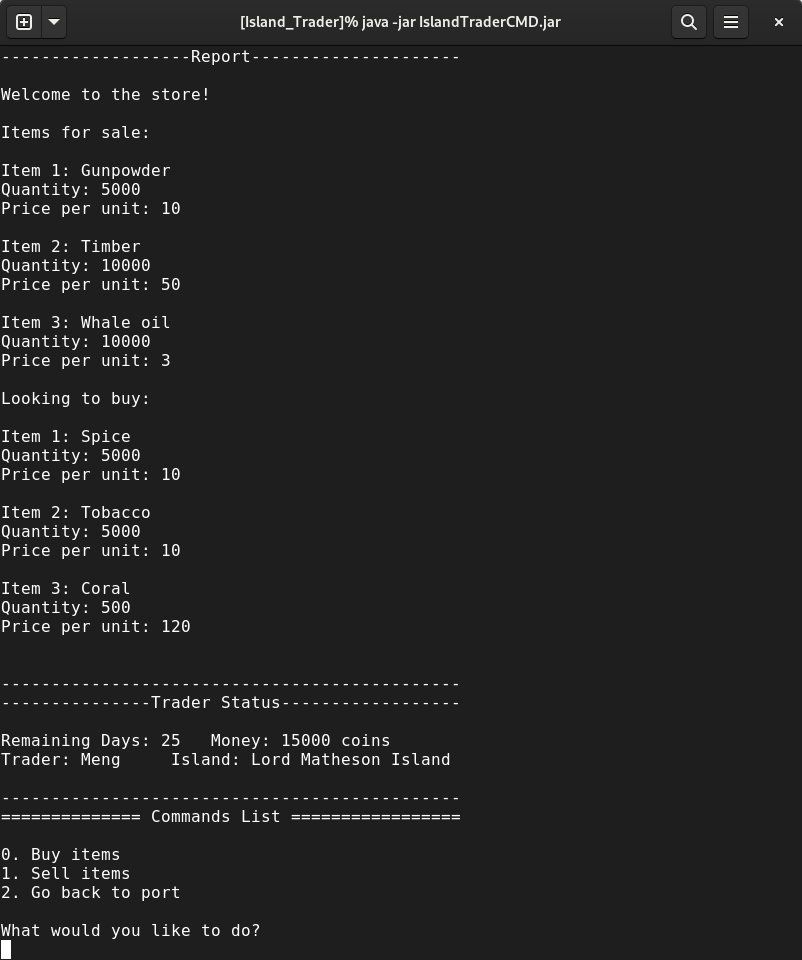 [Island_Trader]% java -jar IslandTraderCMD.jar
-------------------Report---------------------
Welcome to the store!
Items for sale:
Item 1: Gunpowder
Quantity: 5000
Price per unit: 10
Item 2: Timber
Quantity: 10000
Price per unit: 50
Item 3: Whale oil
Quantity: 10000
Price per unit: 3
Looking to buy:
Item 1: Spice
Quantity: 5000
Price per unit: 10
Item 2: Tobacco
Quantity: 5000
Price per unit: 10
Item 3: Coral
Quantity: 500
Price per unit: 120
----------------------------------------------
---------------Trader Status------------------
Remaining Days: 25   Money: 15000 coins
Trader: Meng     Island: Lord Matheson Island
----------------------------------------------
============== Commands List =================
0. Buy items
1. Sell items
2. Go back to port
What would you like to do?